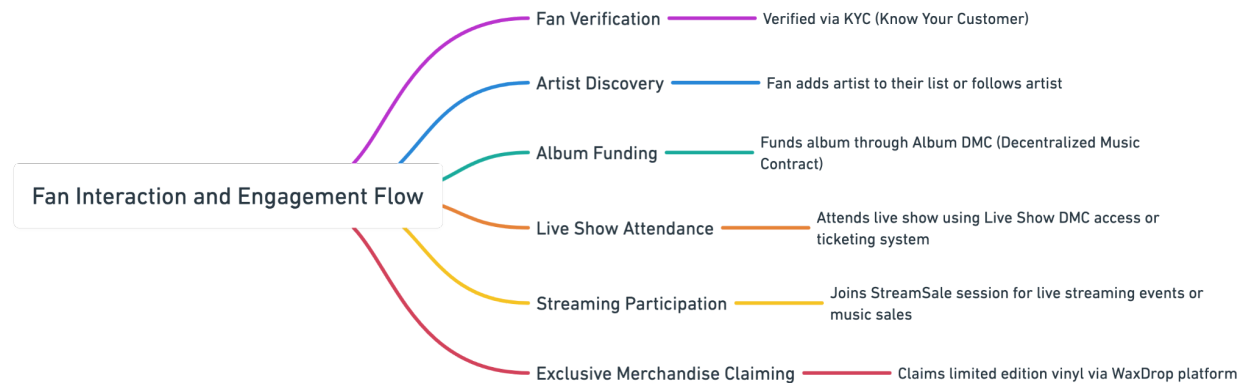 Fan Verification
Verified via KYC (Know Your Customer)
Artist Discovery
Fan adds artist to their list or follows artist
Album Funding
Funds album through Album DMC (Decentralized Music
Contract)
Fan Interaction and Engagement Flow
Live Show Attendance
Attends live show using Live Show DMC access or
ticketing system
Streaming Participation
Joins StreamSale session for live streaming events or
music sales
Exclusive Merchandise Claiming
Claims limited edition vinyl via WaxDrop platform